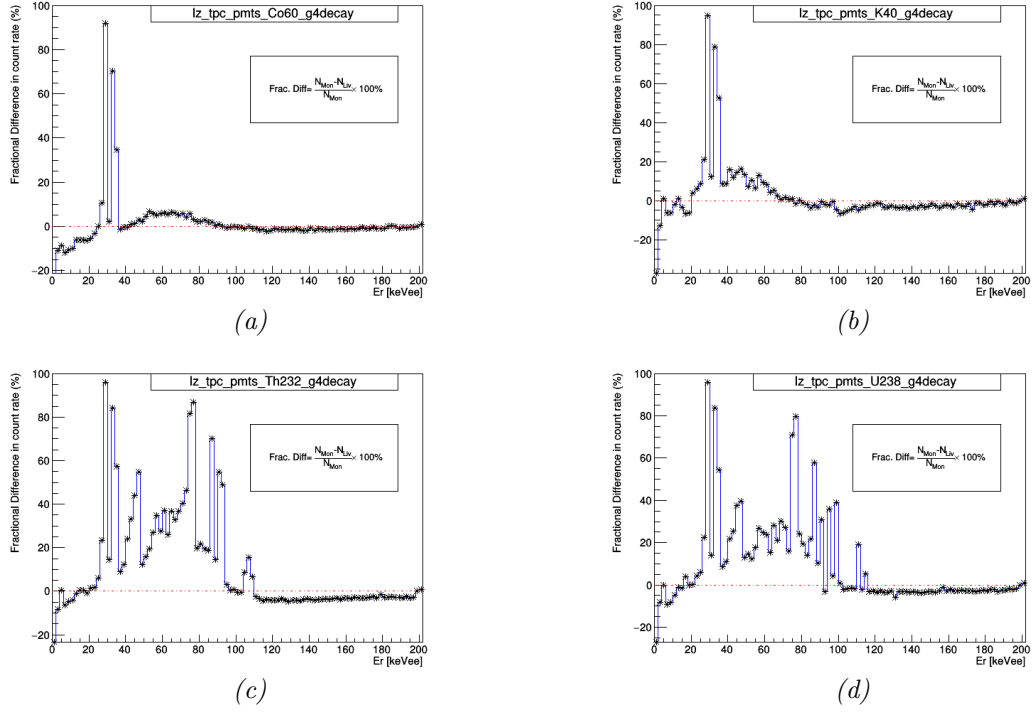 lz_tpc_pmts_Co60_g4decay
Fractional Difference in count rate (%)
100
80
60
40
20
0
−20
Frac. Diff= N_Mon-N_Liv / N_Mon × 100%
0 20 40 60 80 100 120 140 160 180 200
Er [keVee]
(a)
lz_tpc_pmts_K40_g4decay
Fractional Difference in count rate (%)
100
80
60
40
20
0
−20
Frac. Diff= N_Mon-N_Liv / N_Mon × 100%
0 20 40 60 80 100 120 140 160 180 200
Er [keVee]
(b)
lz_tpc_pmts_Th232_g4decay
Fractional Difference in count rate (%)
100
80
60
40
20
0
−20
Frac. Diff= N_Mon-N_Liv / N_Mon × 100%
0 20 40 60 80 100 120 140 160 180 200
Er [keVee]
(c)
lz_tpc_pmts_U238_g4decay
Fractional Difference in count rate (%)
100
80
60
40
20
0
−20
Frac. Diff= N_Mon-N_Liv / N_Mon × 100%
0 20 40 60 80 100 120 140 160 180 200
Er [keVee]
(d)